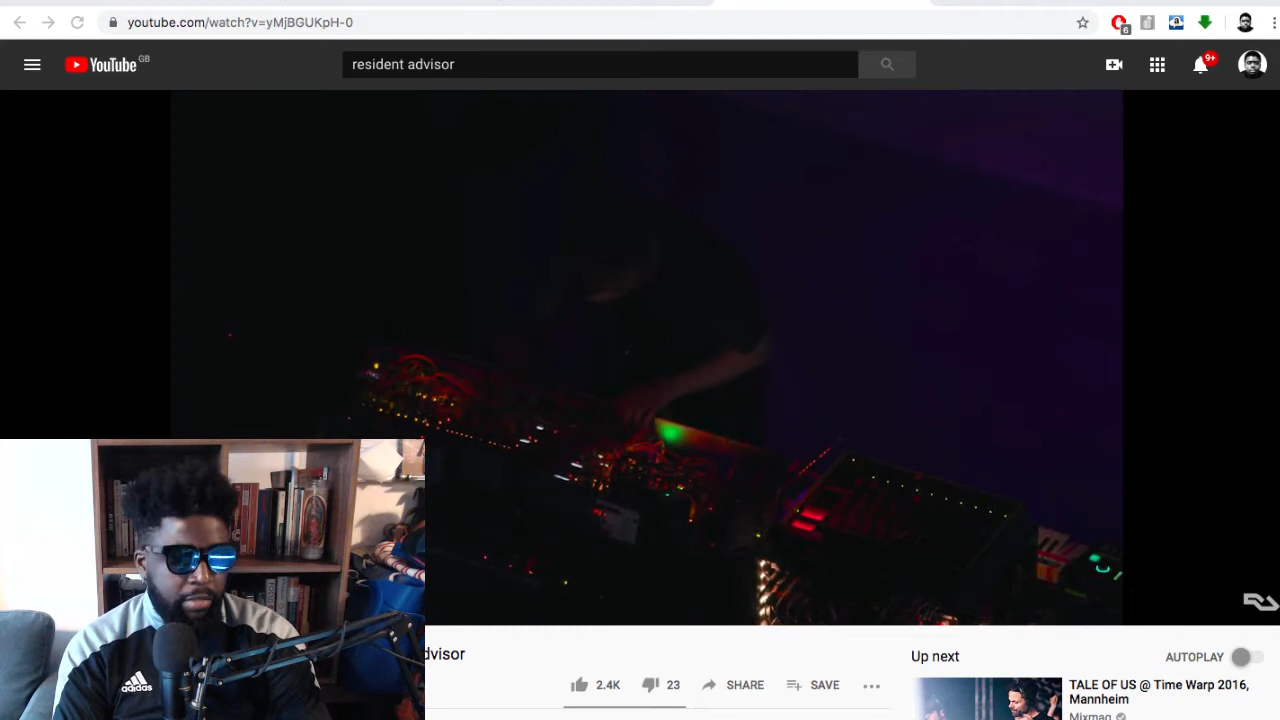 youtube.com/watch?v=yMjBGUKpH-0
6
YouTube GB
resident advisor
9+
dvisor
2.4K
23
SHARE
SAVE
Up next
AUTOPLAY
TALE OF US @ Time Warp 2016,
Mannheim
Mixmag
adidas